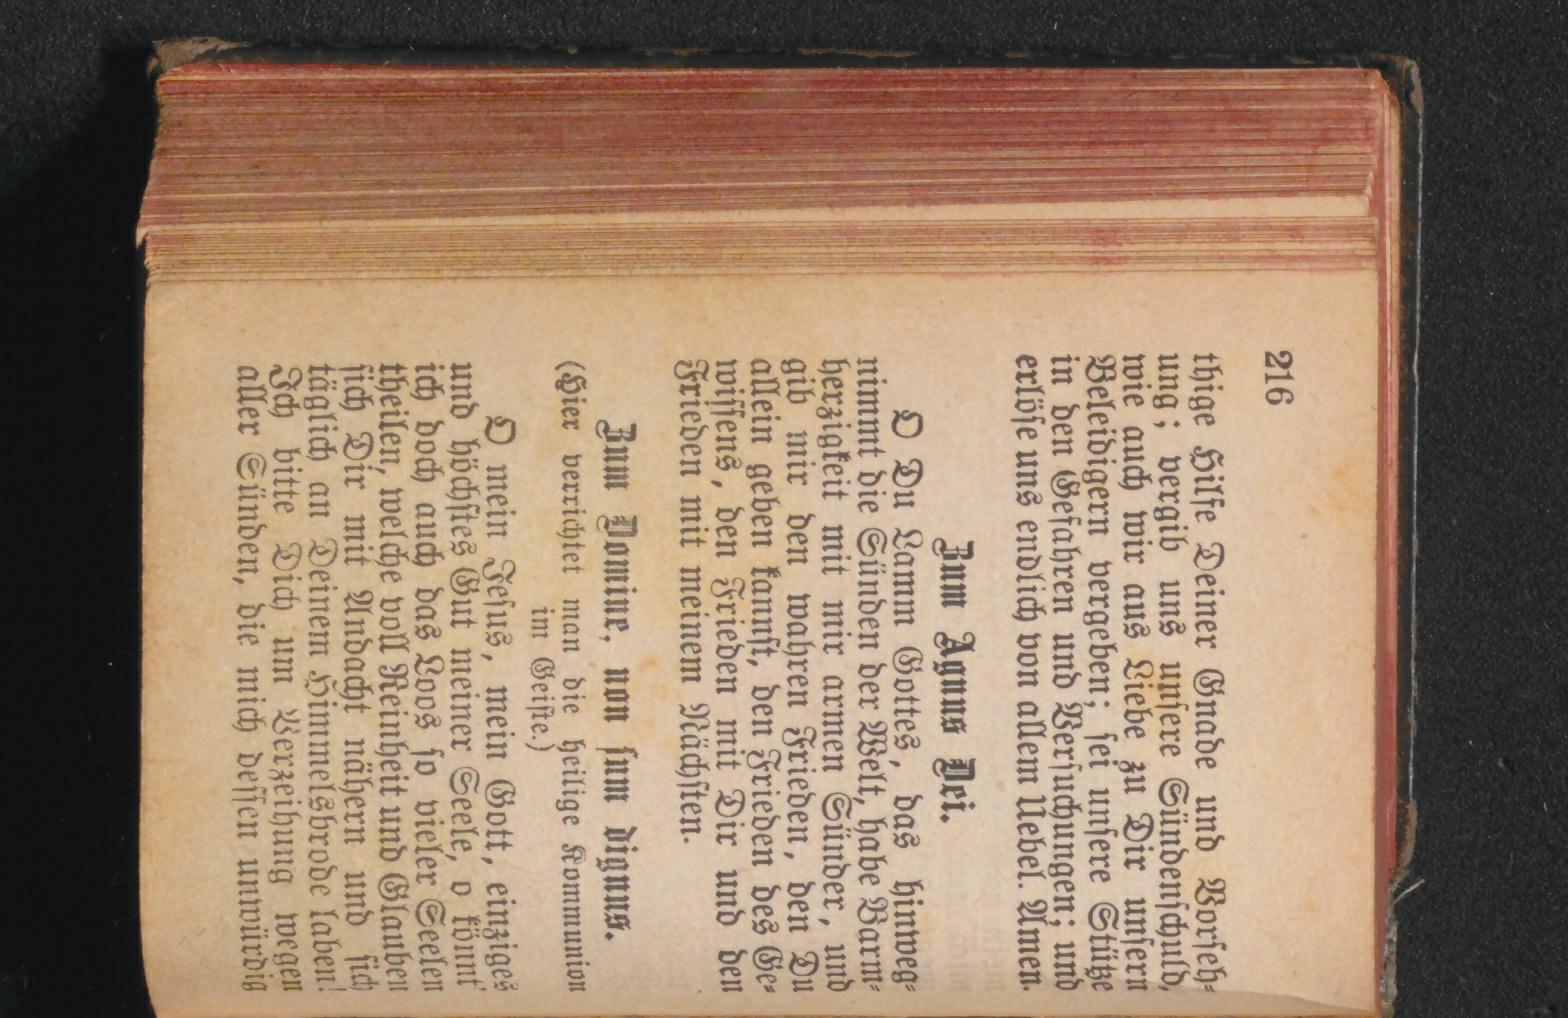 216
thige Hilfe Deiner Gnade und Vorseh-
ung; vergib uns unsere Sündenschuld,
wie auch wir aus Liebe zu Dir unsern
Beleidigern vergeben; sei unsere Stütze
in den Gefahren und Versuchungen; und
erlöse uns endlich von allem Uebel. Amen.
Zum Agnus Dei.
O Du Lamm Gottes, das hinweg-
nimmt die Sünden der Welt, habe Barm-
herzigkeit mit mir armen Sünder, und
gib mir den wahren Frieden, den Du
allein geben kannst, den Frieden des Ge-
wissens, den Frieden mit Dir und den
Frieden mit meinem Nächsten.
Zum Domine, non sum dignus.
(Hier verrichtet man die heilige Kommunion
im Geiste.)
O mein Jesus, mein Gott, einziges
und höchstes Gut meiner Seele, o könnt'
ich doch auch das Loos so vieler Seelen
theilen, welche voll Reinheit und Glauben
sich Dir mit Andacht nähern und sich
täglich an Deinem Himmelsbrode laben!
Ich bitte Dich um Verzeihung wegen
aller Sünden, die mich dessen unwürdig